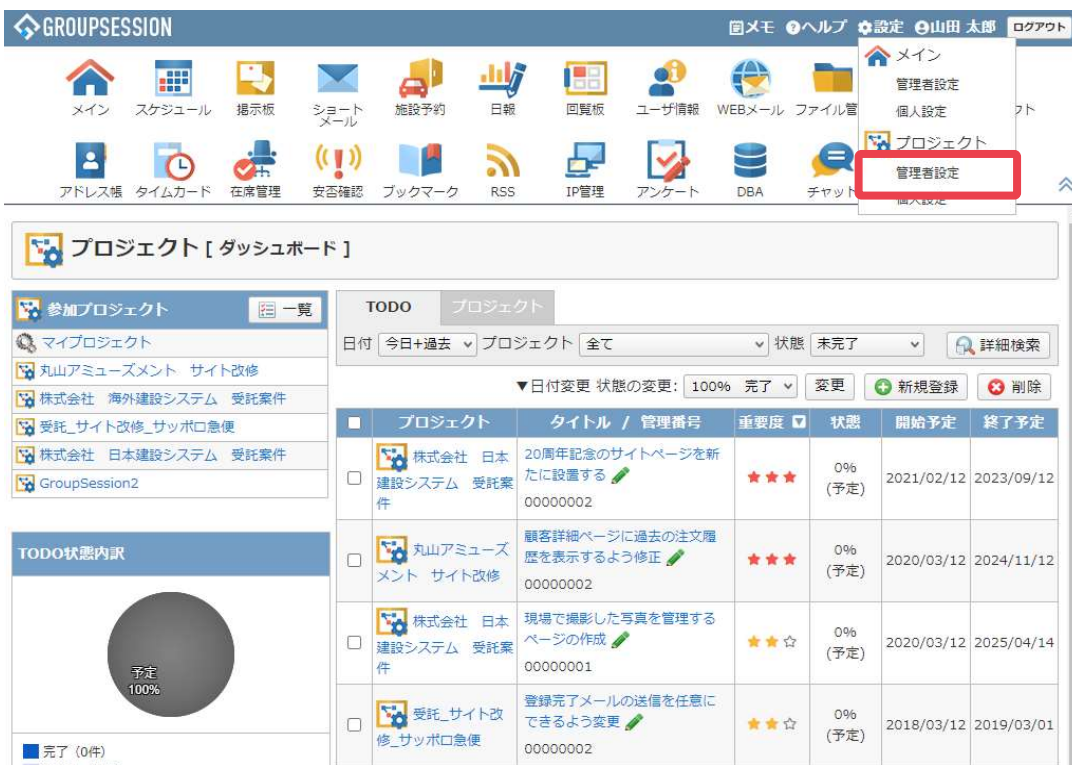 GROUPSESSION
メモ ヘルプ 設定 山田 太郎 ログアウト
メイン
管理者設定
個人設定
プロジェクト
管理者設定
メイン スケジュール 掲示板 ショートメール 施設予約 日報 回覧板 ユーザ情報 WEBメール ファイル管
アドレス帳 タイムカード 在席管理 安否確認 ブックマーク RSS IP管理 アンケート DBA チャット
プロジェクト [ ダッシュボード ]
参加プロジェクト 一覧
マイプロジェクト
丸山アミューズメント サイト改修
株式会社 海外建設システム 受託案件
受託_サイト改修_サッポロ急便
株式会社 日本建設システム 受託案件
GroupSession2
TODO状態内訳
予定
100%
完了 (0件)
TODO プロジェクト
日付 今日+過去 プロジェクト 全て 状態 未完了 詳細検索
▼日付変更 状態の変更: 100% 完了 変更 新規登録 削除
プロジェクト タイトル / 管理番号 重要度 状態 開始予定 終了予定
株式会社 日本
建設システム 受託案
件
20周年記念のサイトページを新
たに設置する
00000002
★★★
0%
(予定)
2021/02/12 2023/09/12
丸山アミューズ
メント サイト改修
顧客詳細ページに過去の注文履
歴を表示するよう修正
00000002
★★★
0%
(予定)
2020/03/12 2024/11/12
株式会社 日本
建設システム 受託案
件
現場で撮影した写真を管理する
ページの作成
00000001
★★☆
0%
(予定)
2020/03/12 2025/04/14
受託_サイト改
修_サッポロ急便
登録完了メールの送信を任意に
できるよう変更
00000002
★★☆
0%
(予定)
2018/03/12 2019/03/01